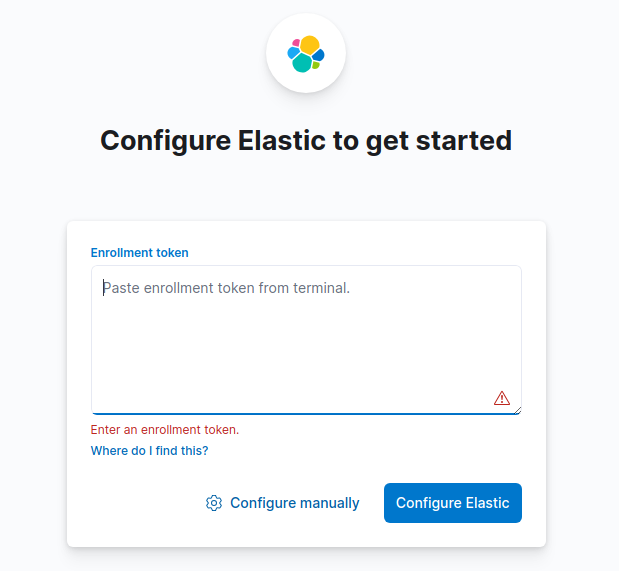 Configure Elastic to get started
Enrollment token
Paste enrollment token from terminal.
Enter an enrollment token.
Where do I find this?
Configure manually
Configure Elastic